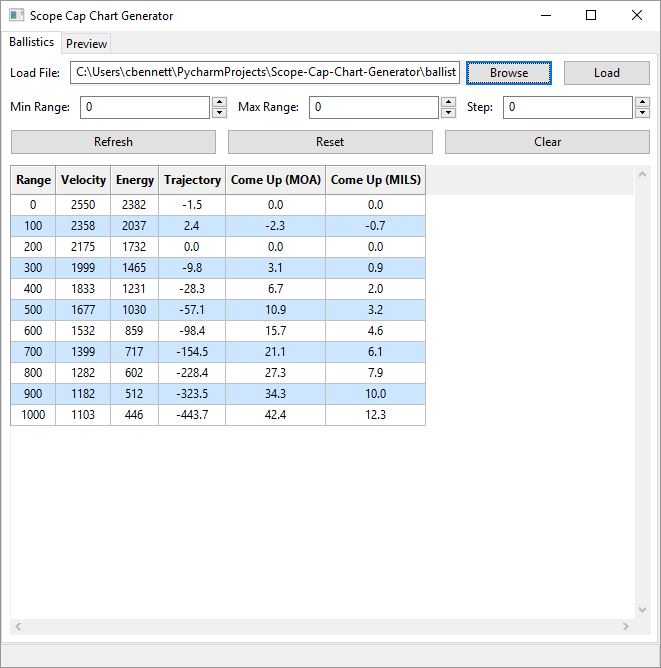 Scope Cap Chart Generator
Ballistics Preview
Load File: C:\Users\cbennett\PycharmProjects\Scope-Cap-Chart-Generator\ballist Browse Load
Min Range: 0 Max Range: 0 Step: 0
Refresh Reset Clear
Range Velocity Energy Trajectory Come Up (MOA) Come Up (MILS)
0 2550 2382 -1.5 0.0 0.0
100 2358 2037 2.4 -2.3 -0.7
200 2175 1732 0.0 0.0 0.0
300 1999 1465 -9.8 3.1 0.9
400 1833 1231 -28.3 6.7 2.0
500 1677 1030 -57.1 10.9 3.2
600 1532 859 -98.4 15.7 4.6
700 1399 717 -154.5 21.1 6.1
800 1282 602 -228.4 27.3 7.9
900 1182 512 -323.5 34.3 10.0
1000 1103 446 -443.7 42.4 12.3